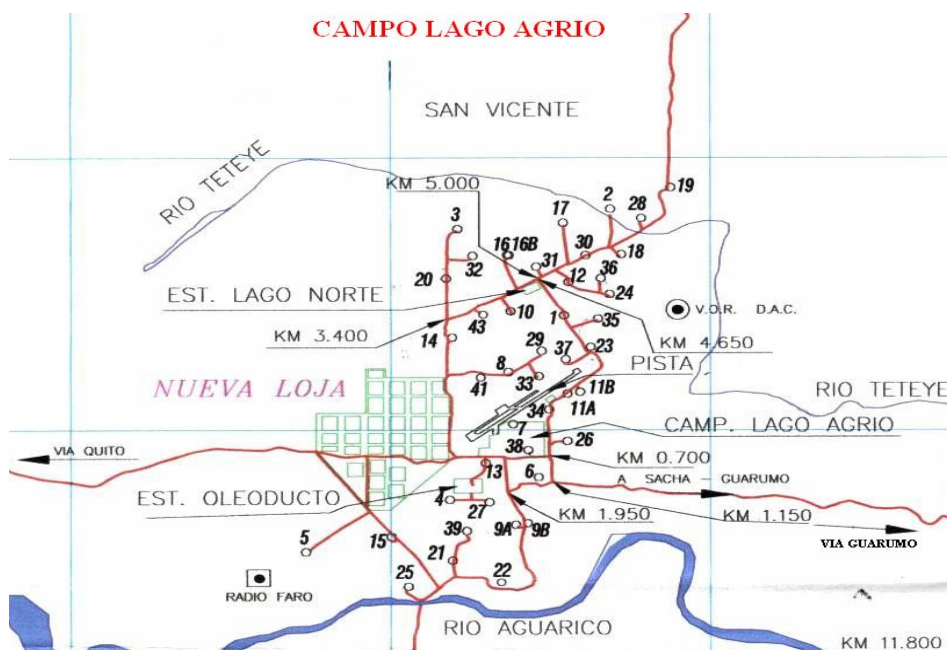 CAMPO LAGO AGRIO
SAN VICENTE
RIO TETEYE
KM 5.000
19
2
28
17
3
16
16B
30
18
32
31
36
20
12
24
EST. LAGO NORTE
10
1
35
V.O.R. D.A.C.
43
KM 3.400
14
29
37
23
KM 4.650
8
PISTA
33
41
NUEVA LOJA
11B
RIO TETEYE
34
11A
7
CAMP. LAGO AGRIO
38
26
VIA QUITO
KM 0.700
13
6
A SACHA - GUARUMO
EST. OLEODUCTO
4
27
KM 1.950
KM 1.150
39
9A
9B
VIA GUARUMO
5
15
21
22
25
RADIO FARO
RIO AGUARICO
KM 11.800